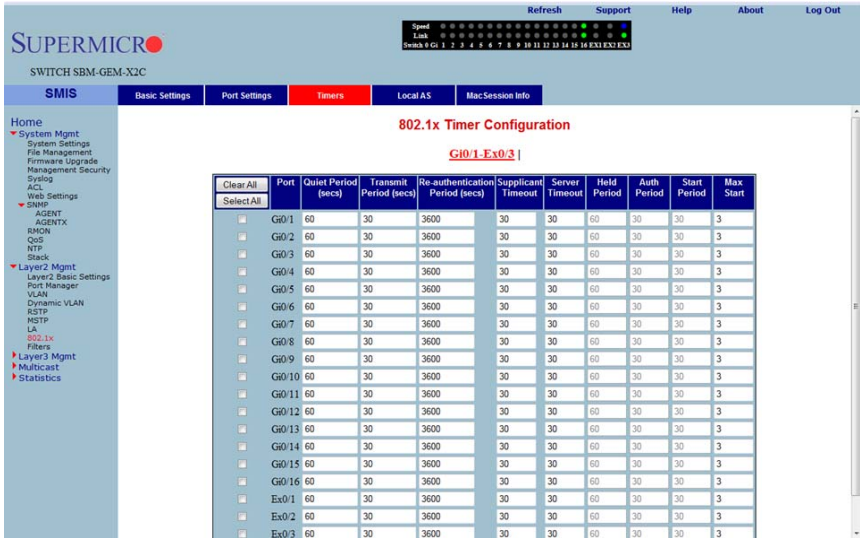 Refresh Support Help About Log Out
Speed
Link
Switch 0 Gi 1 2 3 4 5 6 7 8 9 10 11 12 13 14 15 16 EX1 EX2 EX3
SUPERMICRO
SWITCH SBM-GEM-X2C
SMIS
Basic Settings Port Settings Timers Local AS MacSession Info
Home
System Mgmt
System Settings
File Management
Firmware Upgrade
Management Security
Syslog
ACL
Web Settings
SNMP
AGENT
AGENTX
RMON
QoS
NTP
Stack
Layer2 Mgmt
Layer2 Basic Settings
Port Manager
VLAN
Dynamic VLAN
RSTP
MSTP
LA
802.1x
Filters
Layer3 Mgmt
Multicast
Statistics
802.1x Timer Configuration
Gi0/1-Ex0/3 |
Clear All
Select All
Port Quiet Period (secs) Transmit Period (secs) Re-authentication Period (secs) Supplicant Timeout Server Timeout Held Period Auth Period Start Period Max Start
Gi0/1 60 30 3600 30 30 60 30 30 3
Gi0/2 60 30 3600 30 30 60 30 30 3
Gi0/3 60 30 3600 30 30 60 30 30 3
Gi0/4 60 30 3600 30 30 60 30 30 3
Gi0/5 60 30 3600 30 30 60 30 30 3
Gi0/6 60 30 3600 30 30 60 30 30 3
Gi0/7 60 30 3600 30 30 60 30 30 3
Gi0/8 60 30 3600 30 30 60 30 30 3
Gi0/9 60 30 3600 30 30 60 30 30 3
Gi0/10 60 30 3600 30 30 60 30 30 3
Gi0/11 60 30 3600 30 30 60 30 30 3
Gi0/12 60 30 3600 30 30 60 30 30 3
Gi0/13 60 30 3600 30 30 60 30 30 3
Gi0/14 60 30 3600 30 30 60 30 30 3
Gi0/15 60 30 3600 30 30 60 30 30 3
Gi0/16 60 30 3600 30 30 60 30 30 3
Ex0/1 60 30 3600 30 30 60 30 30 3
Ex0/2 60 30 3600 30 30 60 30 30 3
Ex0/3 60 30 3600 30 30 60 30 30 3